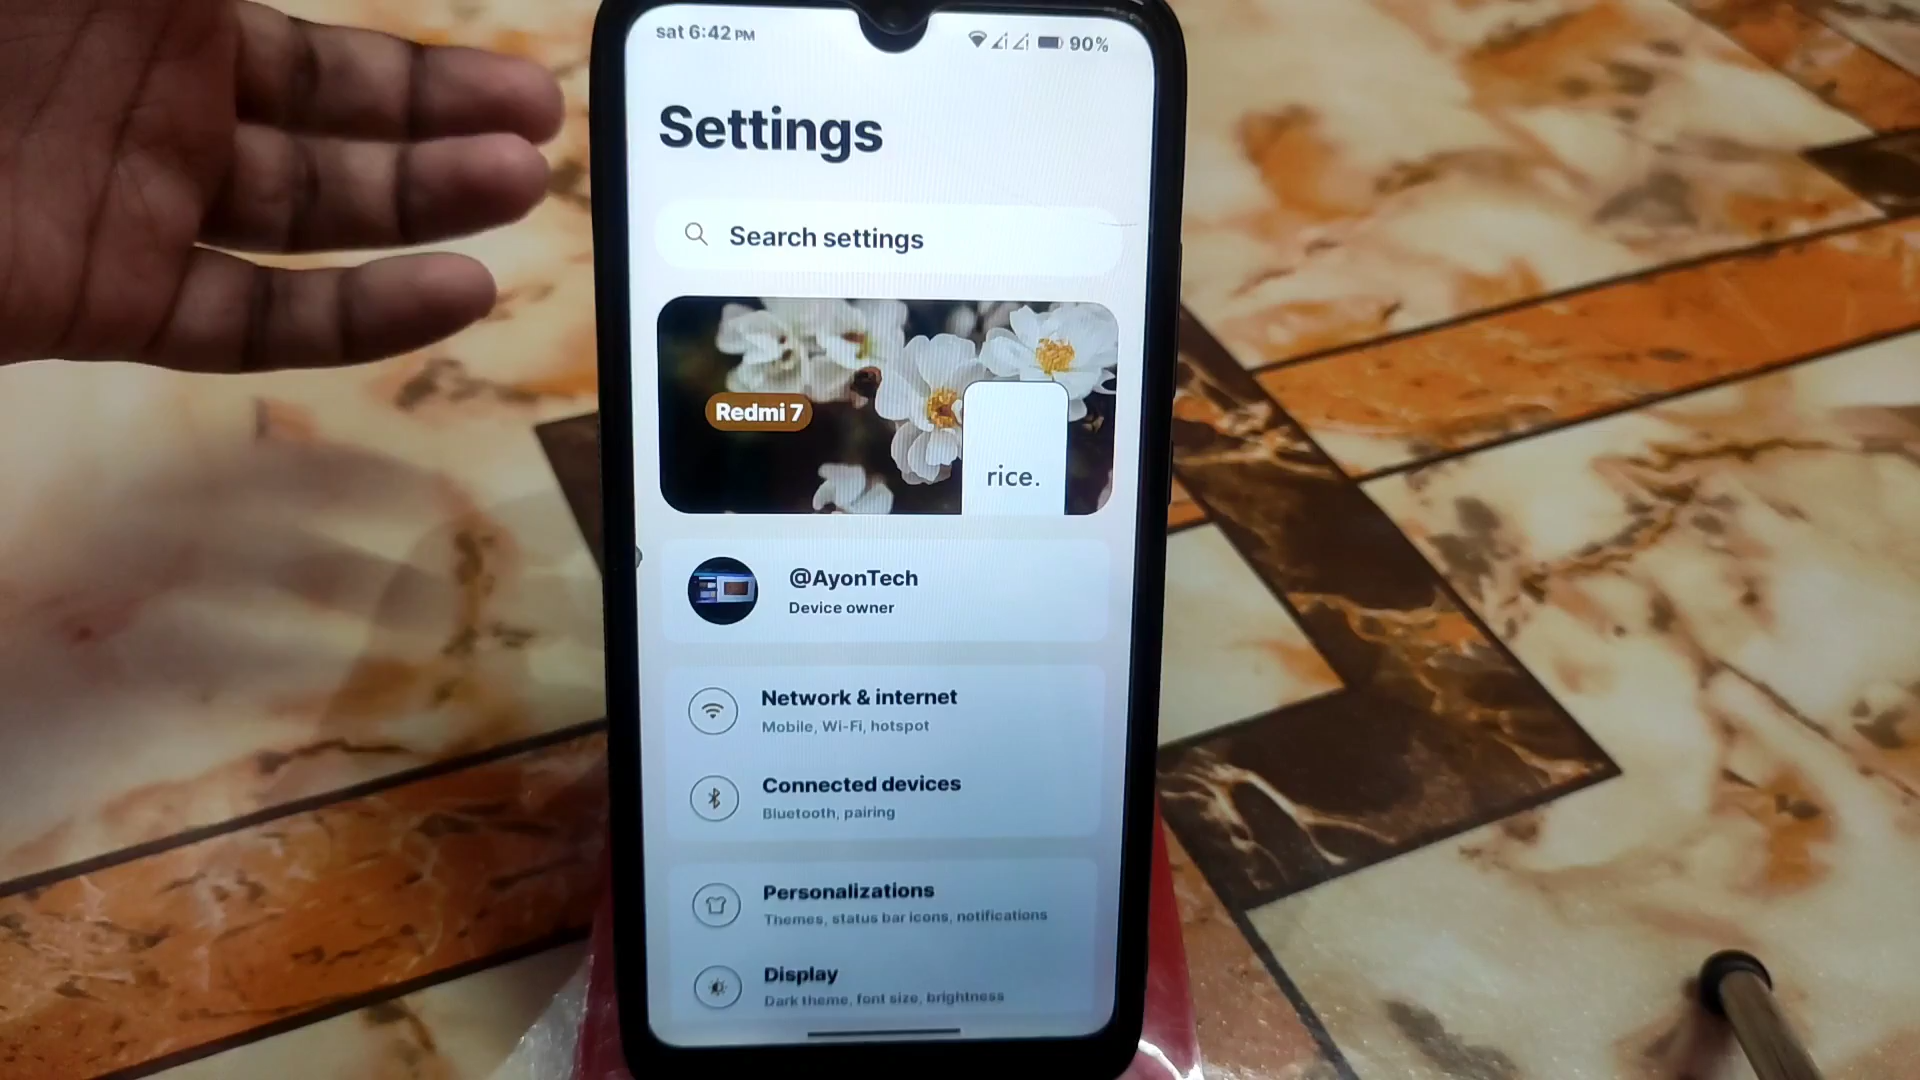 sat 6:42 PM
90%
Settings
Search settings
Redmi 7
rice.
@AyonTech
Device owner
Network & internet
Mobile, Wi-Fi, hotspot
Connected devices
Bluetooth, pairing
Personalizations
Themes, status bar icons, notifications
Display
Dark theme, font size, brightness